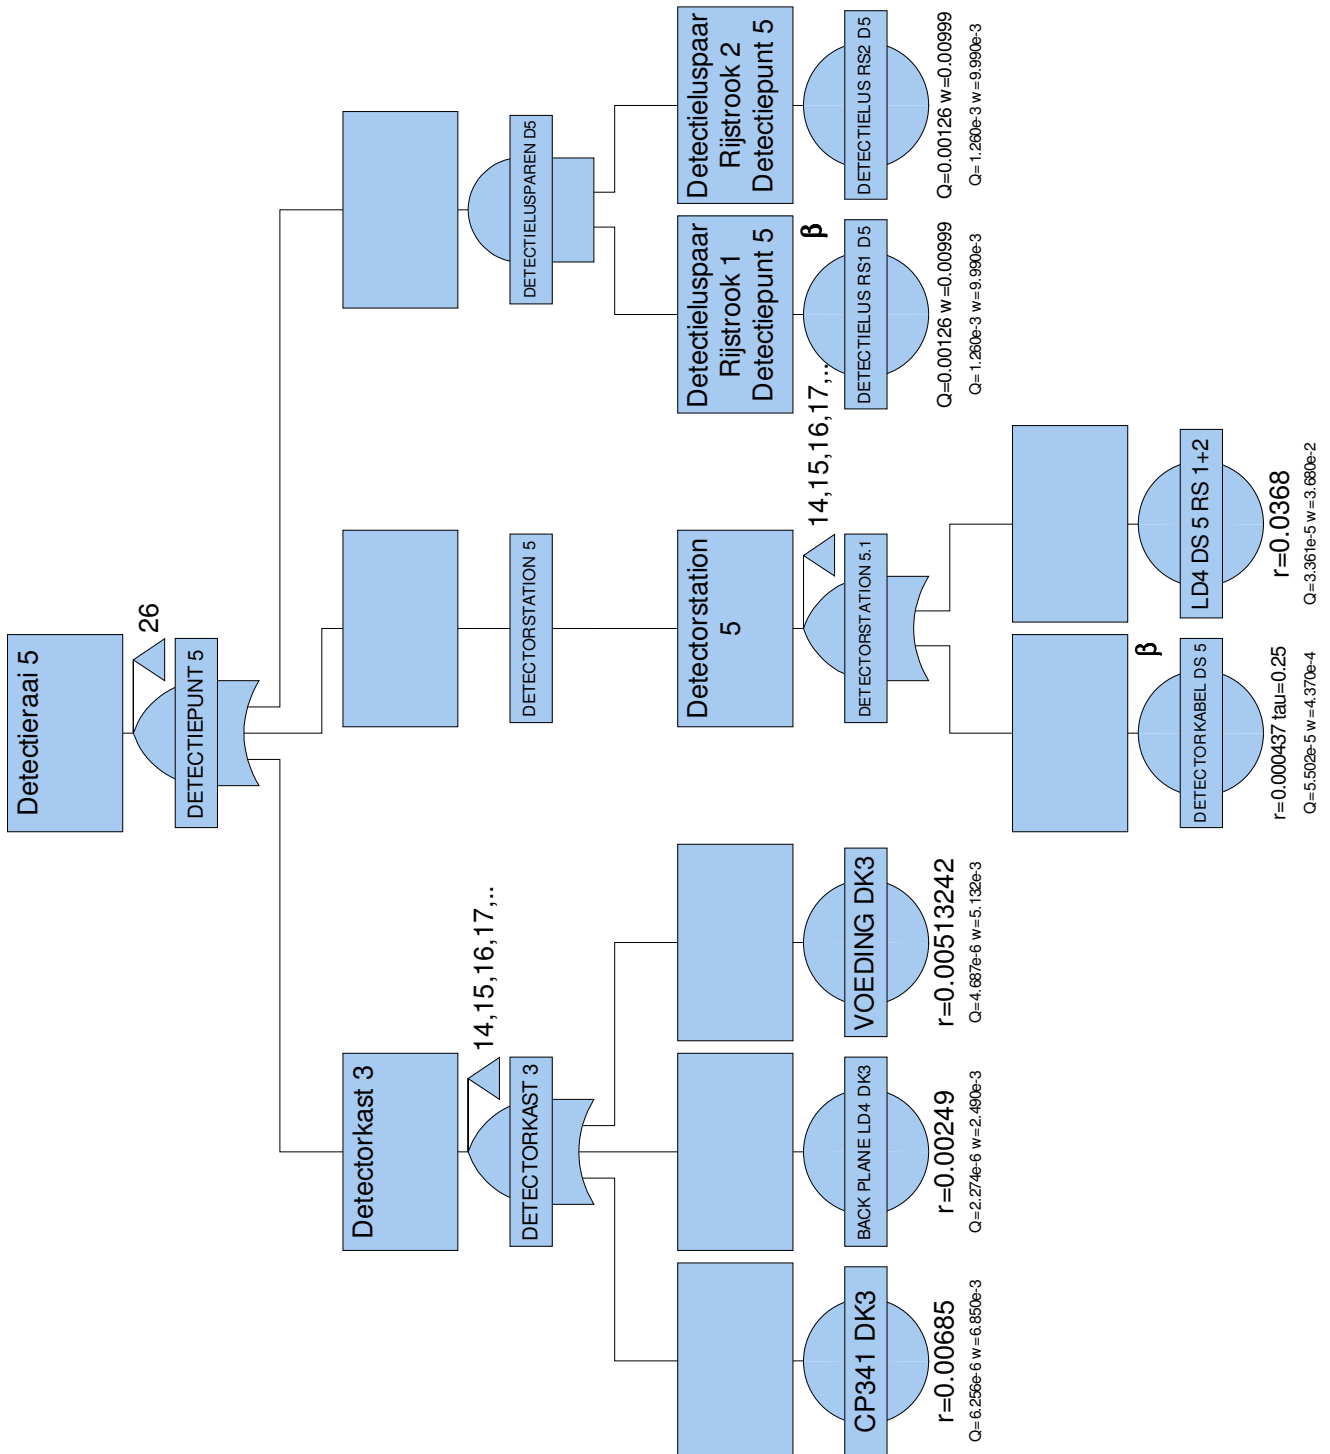 Detectieraai 5
26
DETECTIEPUNT 5
Detectorkast 3
14,15,16,17,..
DETECTORKAST 3
DETECTORSTATION 5
DETECTIELUSPAREN D5
CP341 DK3
r=0.00685
Q=6.256e-6 w=6.850e-3
BACK PLANE LD4 DK3
r=0.00249
Q=2.274e-6 w=2.490e-3
VOEDING DK3
r=0.00513242
Q=4.687e-6 w=5.132e-3
Detectorstation
5
14,15,16,17,..
DETECTORSTATION 5.1
Detectieluspaar
Rijstrook 1
Detectiepunt 5
β
DETECTIELUS RS1 D5
Q=0.00126 w=0.00999
Q=1.260e-3 w=9.990e-3
Detectieluspaar
Rijstrook 2
Detectiepunt 5
DETECTIELUS RS2 D5
Q=0.00126 w=0.00999
Q=1.260e-3 w=9.990e-3
β
DETECTORKABEL DS 5
r=0.000437 tau=0.25
Q=5.502e-5 w=4.370e-4
LD4 DS 5 RS 1+2
r=0.0368
Q=3.361e-5 w=3.680e-2